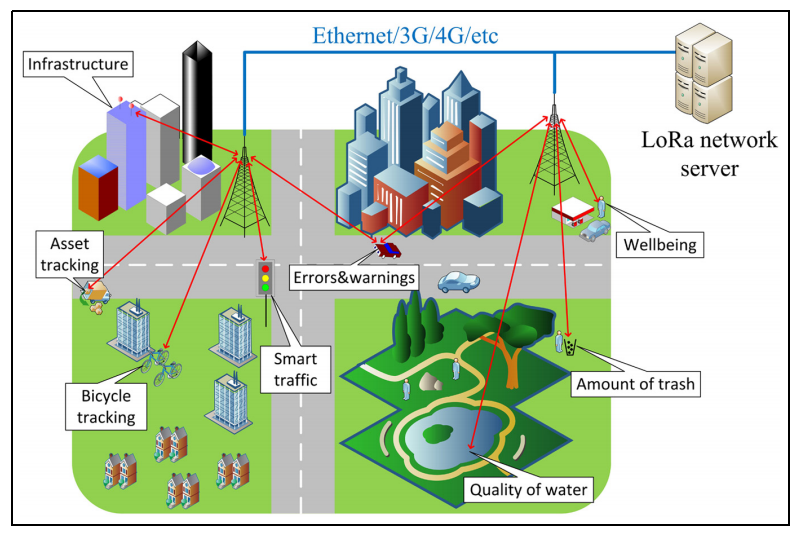 Ethernet/3G/4G/etc
Infrastructure
LoRa network
server
Asset
tracking
Wellbeing
Errors&warnings
Smart
traffic
Bicycle
tracking
Amount of trash
Quality of water